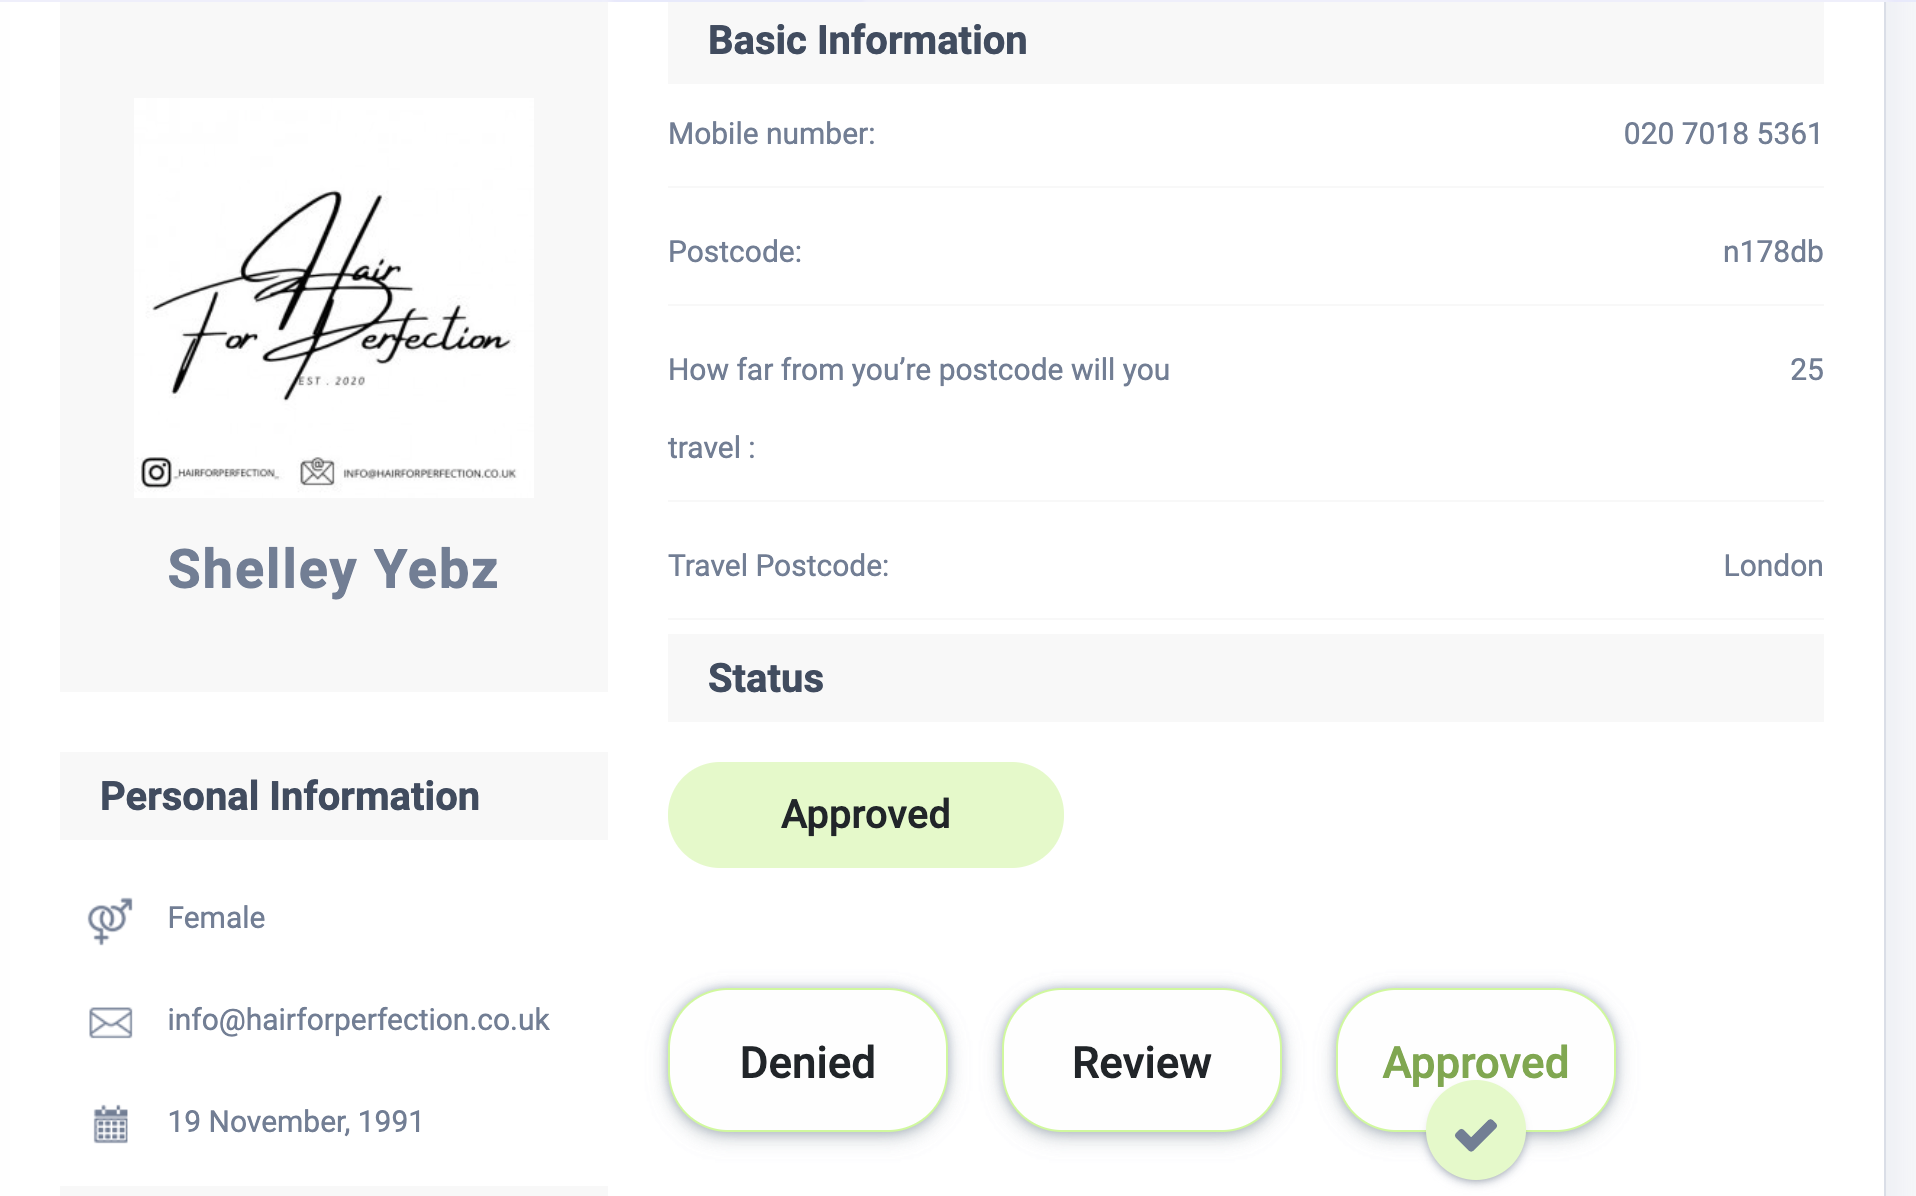 Hair
For Perfection
EST . 2020
_HAIRFORPERFECTION_
INFO@HAIRFORPERFECTION.CO.UK
Shelley Yebz
Personal Information
Female
info@hairforperfection.co.uk
19 November, 1991
Basic Information
Mobile number: 020 7018 5361
Postcode: n178db
How far from you’re postcode will you 25
travel :
Travel Postcode: London
Status
Approved
Denied Review Approved